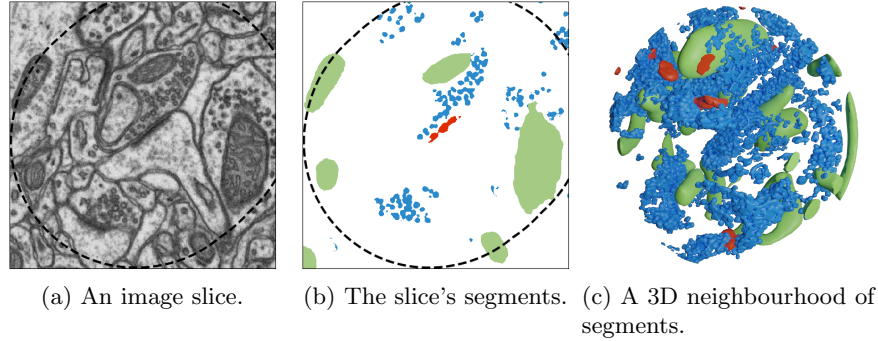 (a) An image slice.
(b) The slice's segments.
(c) A 3D neighbourhood of
segments.